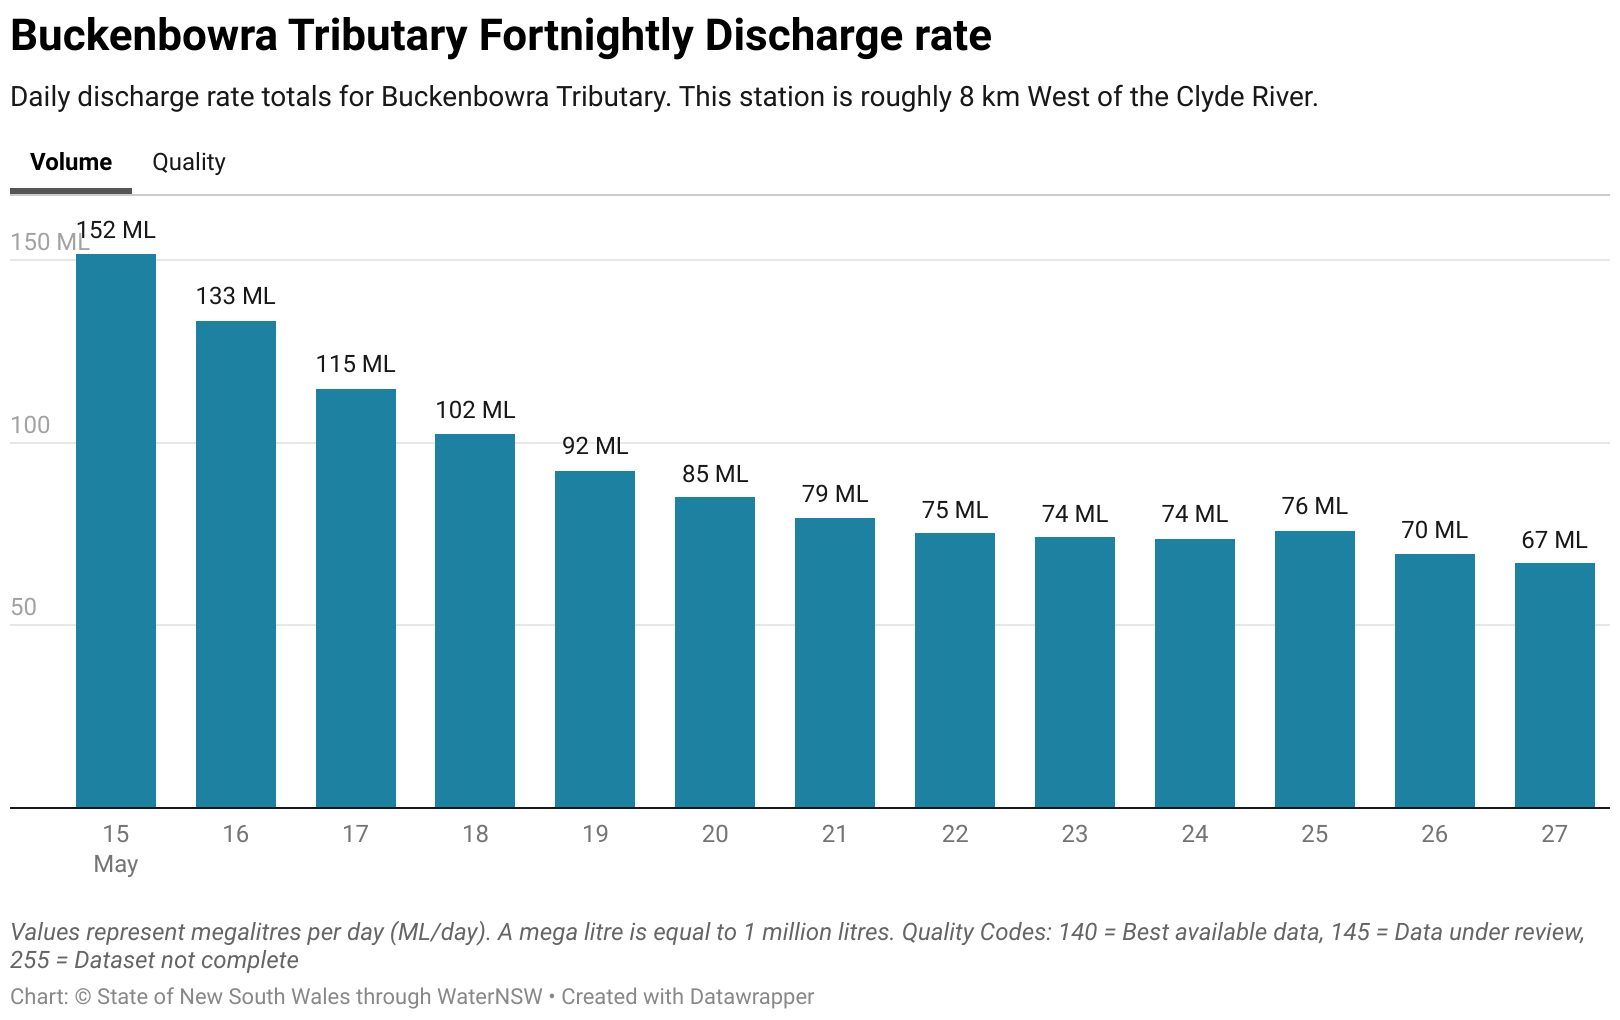 Buckenbowra Tributary Fortnightly Discharge rate
Daily discharge rate totals for Buckenbowra Tributary. This station is roughly 8 km West of the Clyde River.
Volume Quality
152 ML
150 ML
133 ML
115 ML
102 ML
100
92 ML
85 ML
79 ML
75 ML
74 ML
74 ML
76 ML
70 ML
67 ML
50
15 16 17 18 19 20 21 22 23 24 25 26 27
May
Values represent megalitres per day (ML/day). A mega litre is equal to 1 million litres. Quality Codes: 140 = Best available data, 145 = Data under review,
255 = Dataset not complete
Chart: © State of New South Wales through WaterNSW • Created with Datawrapper